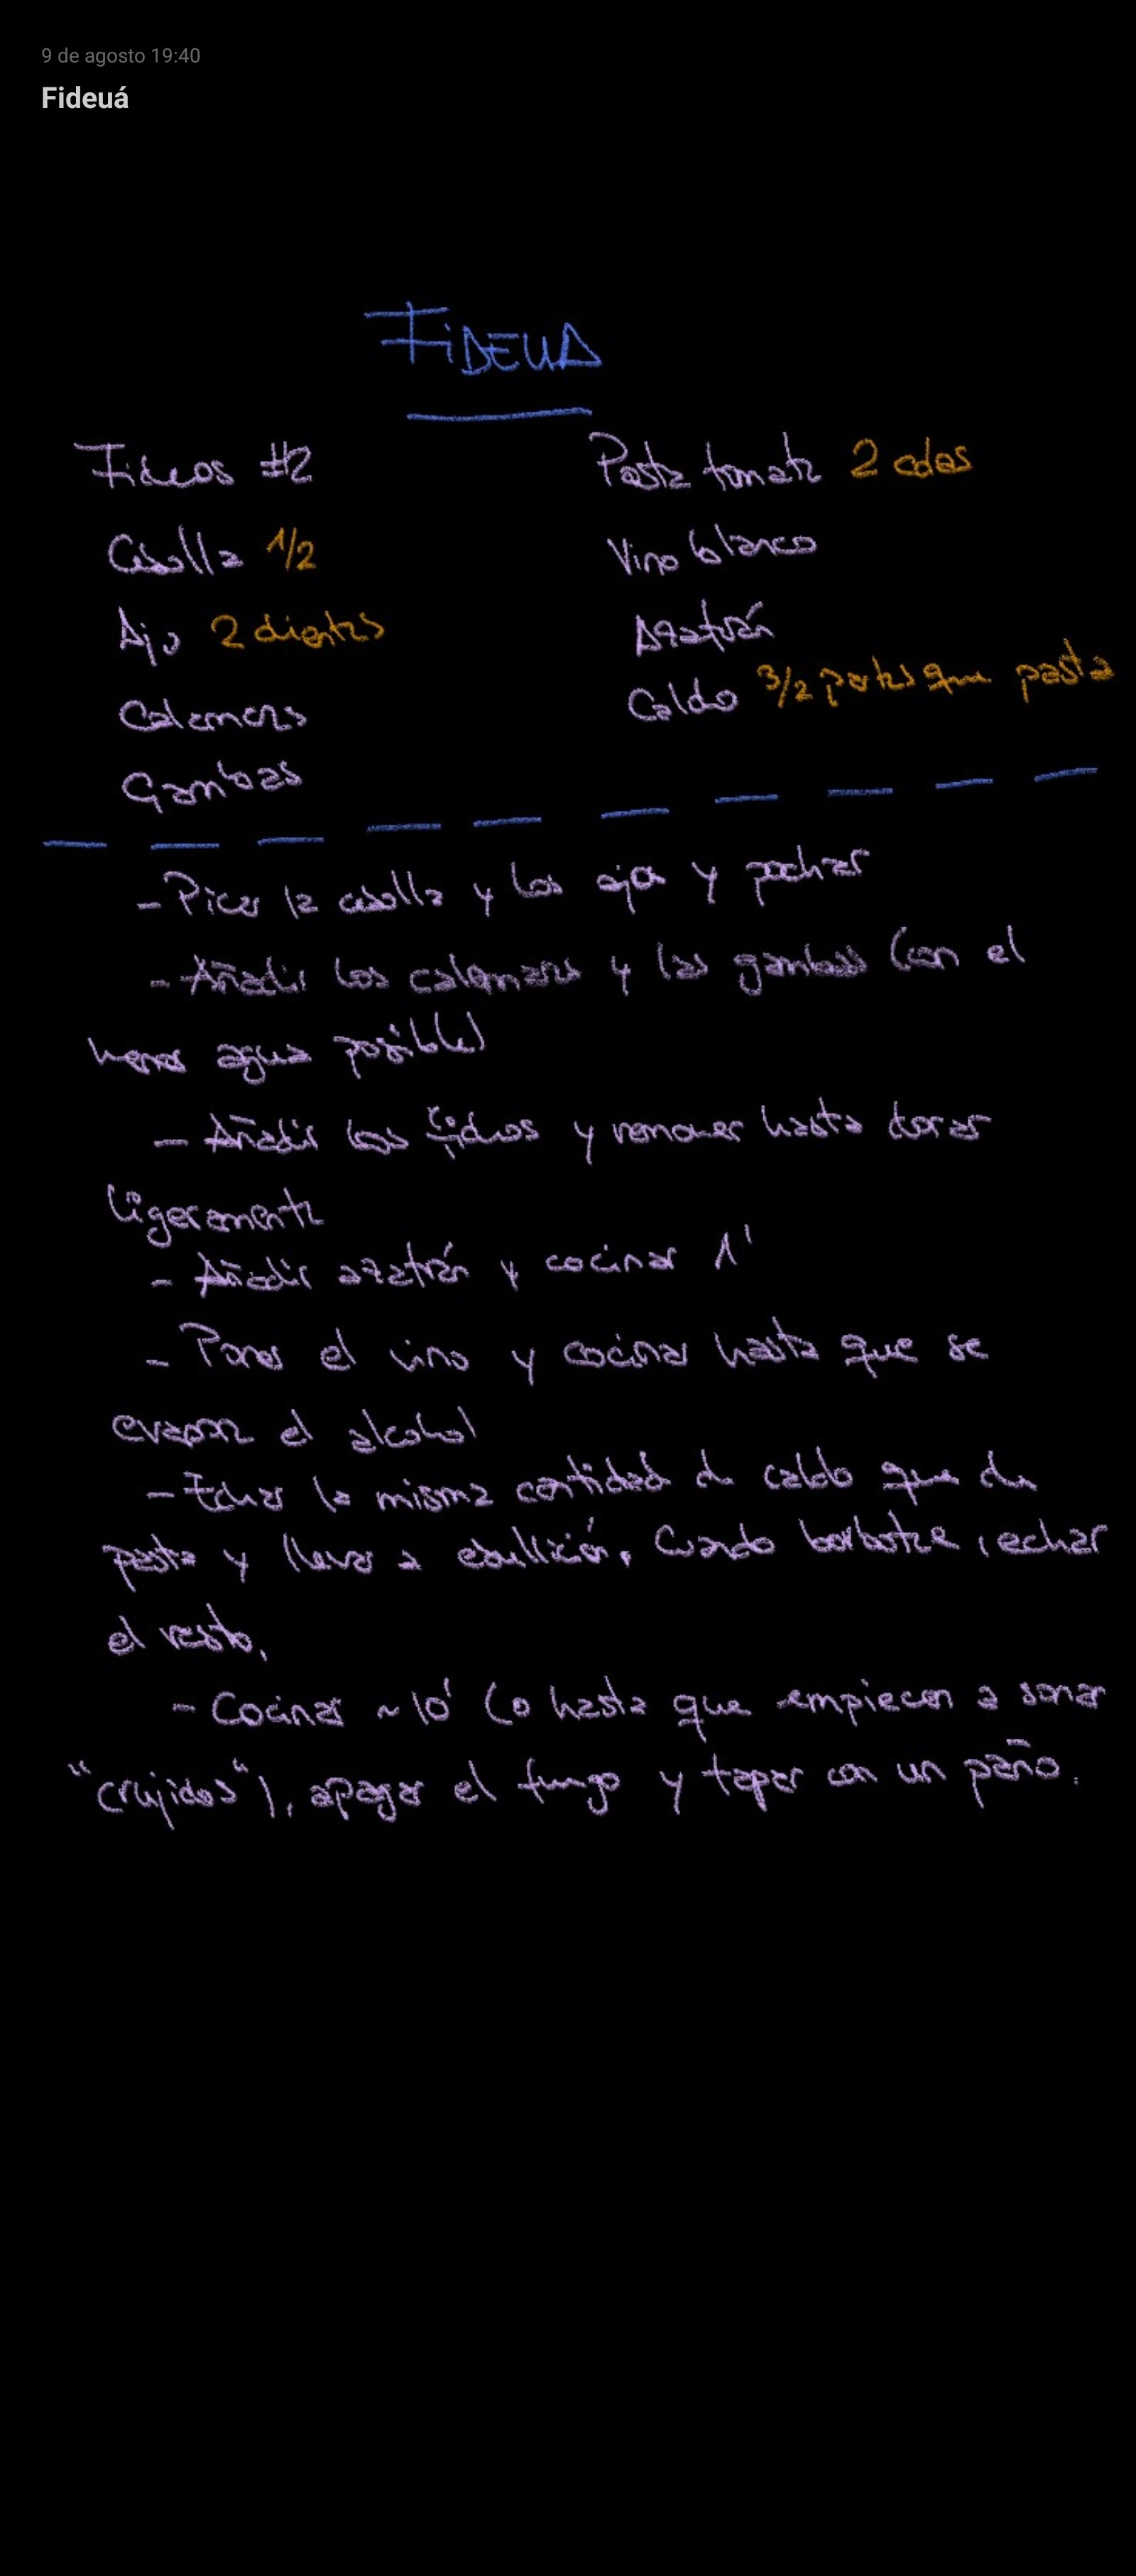 9 de agosto 19:40
Fideuá
FIDEUA
Fideos #2
Cebolla 1/2
Ajo 2 dientes
Calamares
Gambas
Pasta tomate 2 cdas
Vino blanco
Azafrán
Caldo 3/2 partes que pasta
- Picar la cebolla y los ajos y pochar
- Añadir los calamares y las gambas (con el
menos agua posible)
- Añadir los fideos y remover hasta dorar
ligeramente
- Añadir azafrán y cocinar 1'
- Poner el vino y cocinar hasta que se
evapore el alcohol
- Echar la misma cantidad de caldo que de
pasta y llevar a ebullición. Cuando borbotee, echar
el resto.
- Cocinar ~10' (o hasta que empiecen a sonar
"crujidos"), apagar el fuego y tapar con un paño.